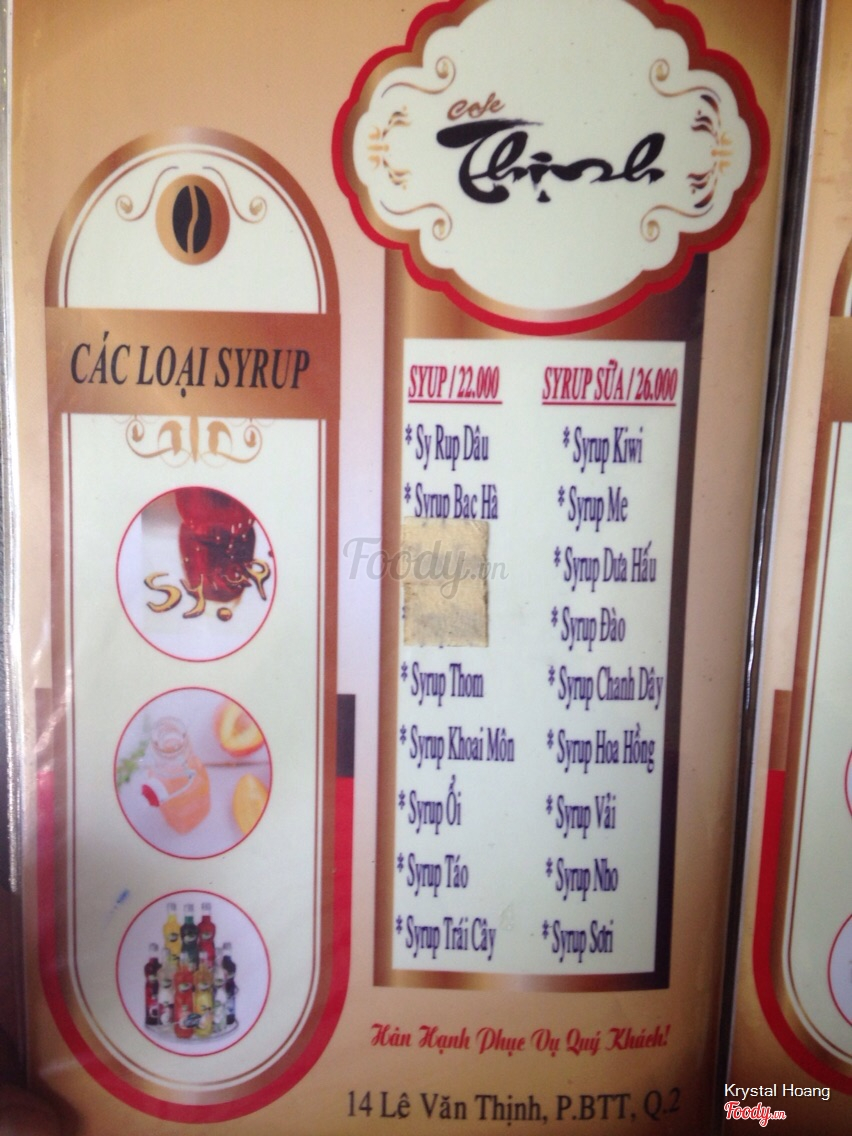 Cafe
Thịnh
CÁC LOẠI SYRUP
Syrup
SYUP / 22.000
* Sy Rup Dâu
* Syrup Bạc Hà
* Syrup Thơm
* Syrup Khoai Môn
* Syrup Ổi
* Syrup Táo
* Syrup Trái Cây
SYRUP SỮA / 26.000
* Syrup Kiwi
* Syrup Me
* Syrup Dưa Hấu
* Syrup Đào
* Syrup Chanh Dây
* Syrup Hoa Hồng
* Syrup Vải
* Syrup Nho
* Syrup Sơri
Foody.vn
Hân Hạnh Phục Vụ Quý Khách!
14 Lê Văn Thịnh, P.BTT, Q.2
Krystal Hoang
Foody.vn